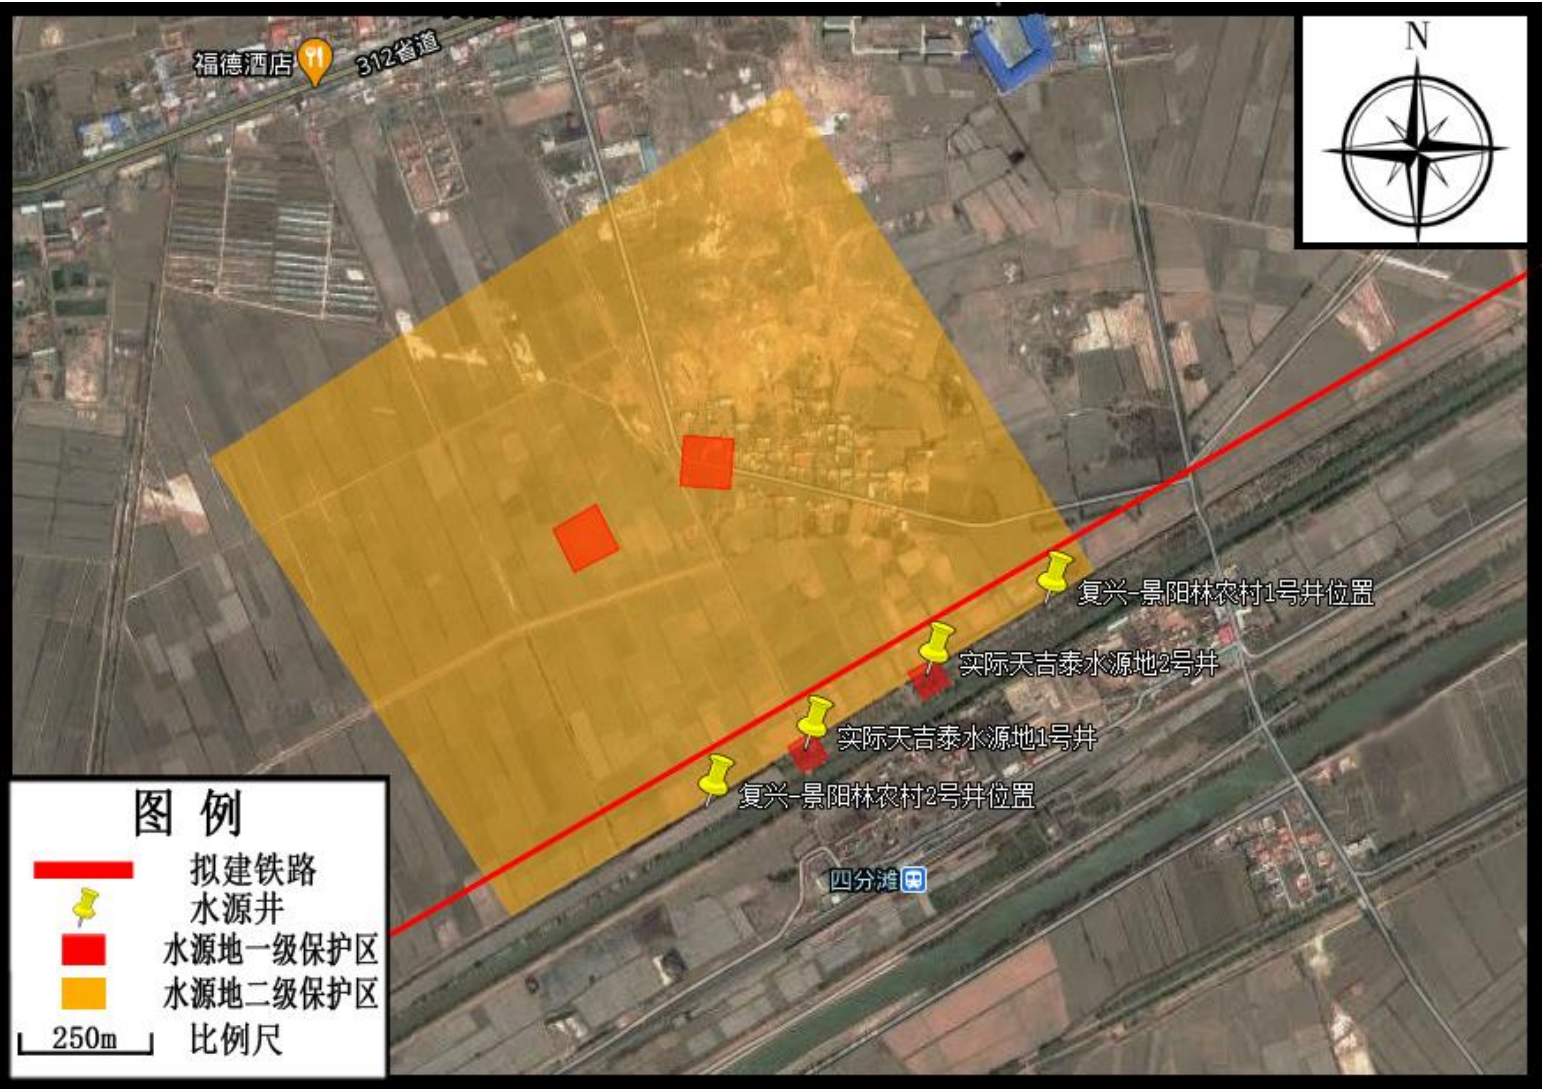 福德酒店
312省道
N
复兴-景阳林农村1号井位置
实际天吉泰水源地2号井
实际天吉泰水源地1号井
复兴-景阳林农村2号井位置
四分滩
图 例
拟建铁路
水源井
水源地一级保护区
水源地二级保护区
250m 比例尺